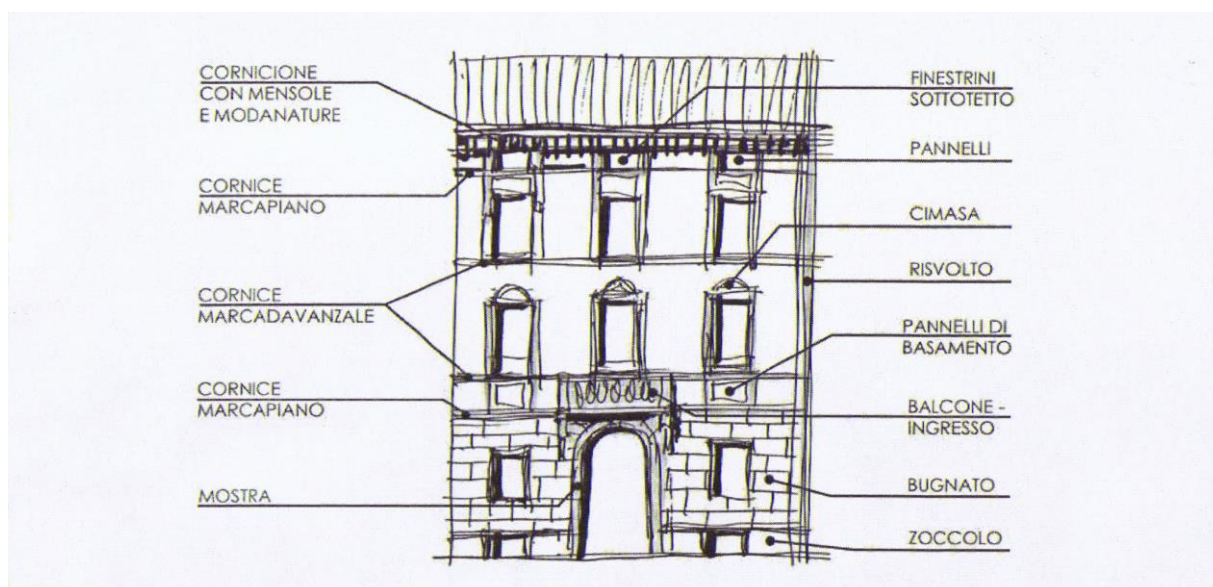 CORNICIONE
CON MENSOLE
E MODANATURE
CORNICE
MARCAPIANO
CORNICE
MARCADAVANZALE
CORNICE
MARCAPIANO
MOSTRA
FINESTRINI
SOTTOTETTO
PANNELLI
CIMASA
RISVOLTO
PANNELLI DI
BASAMENTO
BALCONE -
INGRESSO
BUGNATO
ZOCCOLO